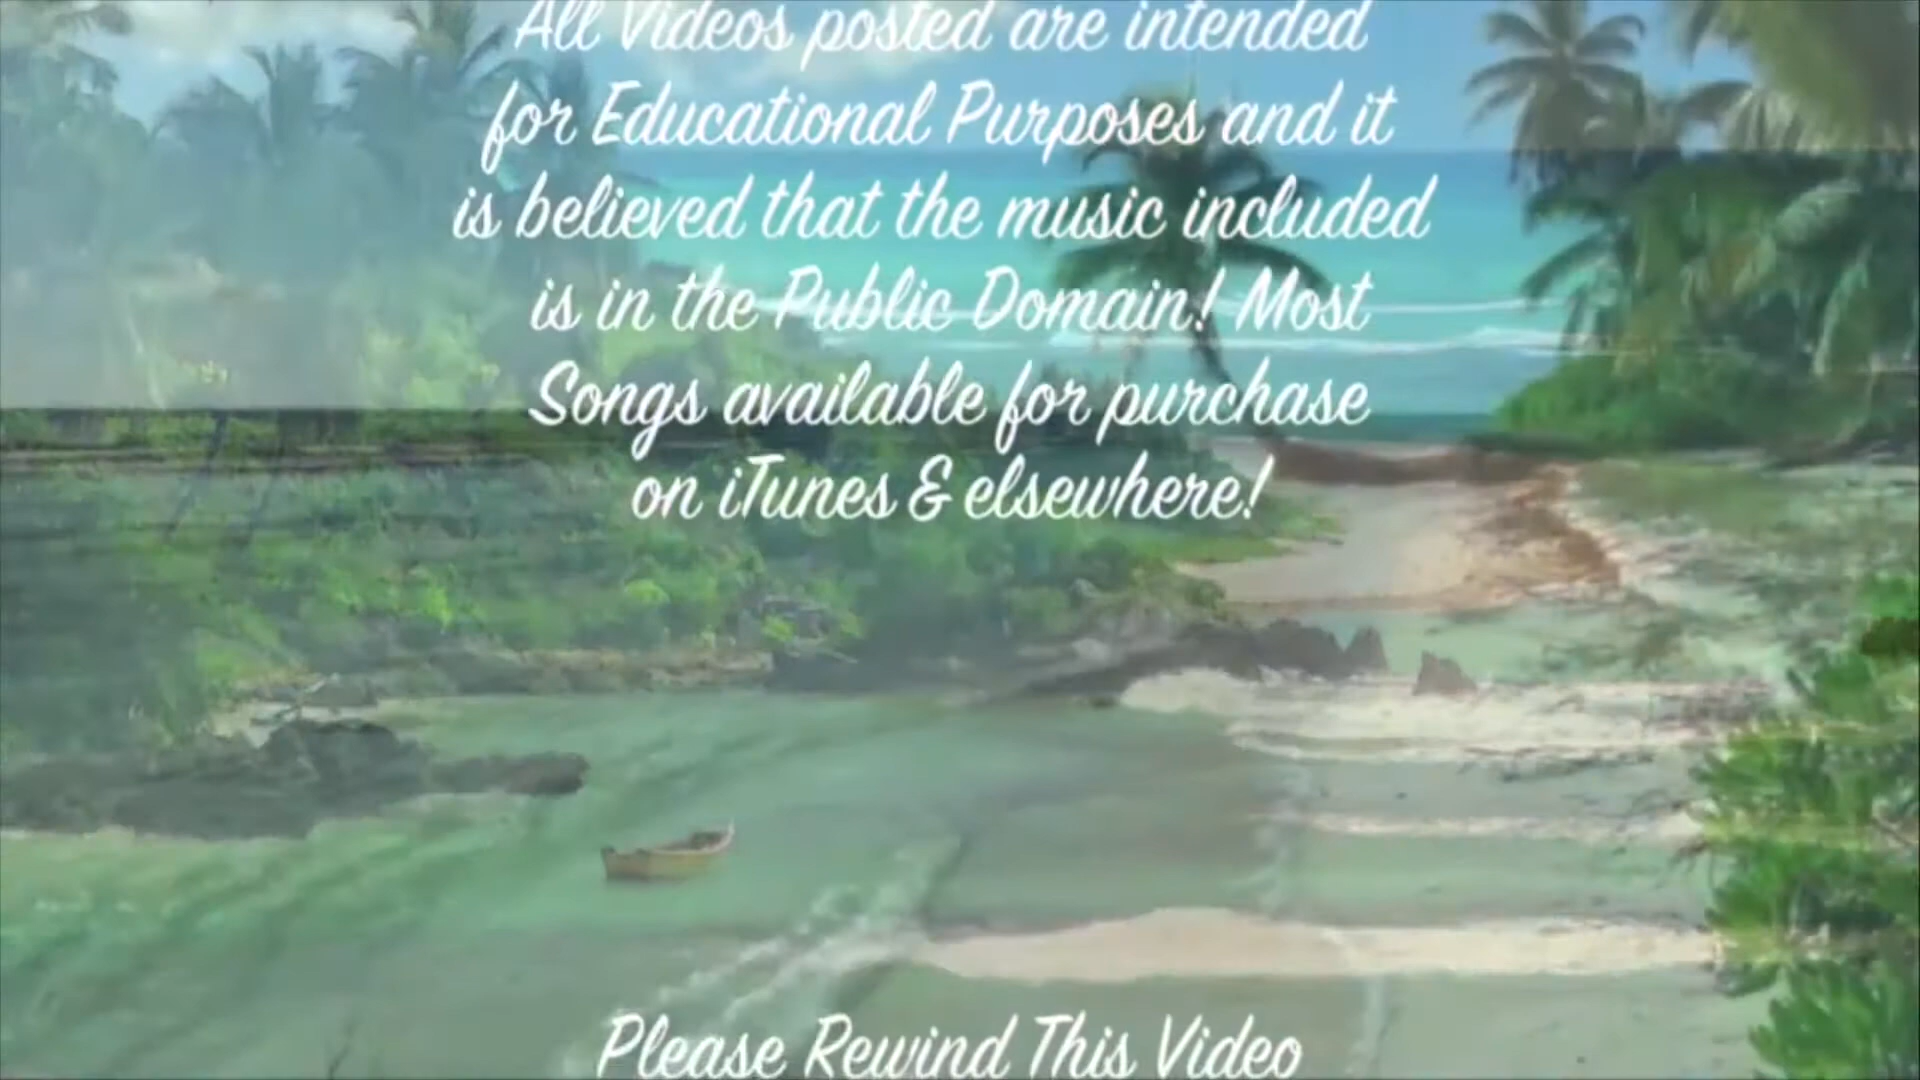 All Videos posted are intended
for Educational Purposes and it
is believed that the music included
is in the Public Domain! Most
Songs available for purchase
on iTunes & elsewhere!
Please Rewind This Video